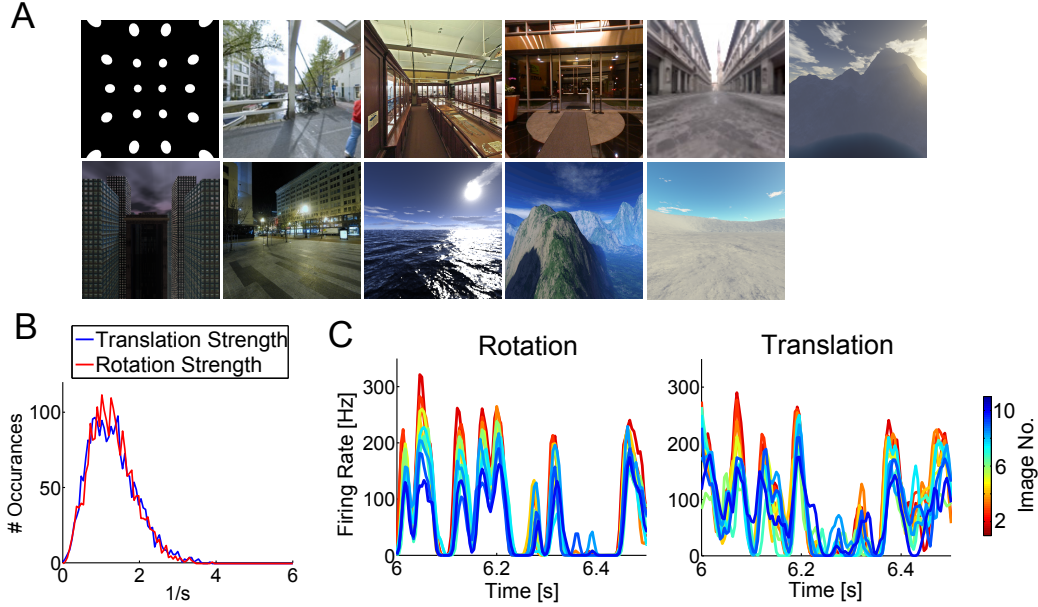 A
B
Translation Strength
Rotation Strength
# Occurances
100
50
0
0
2
4
6
1/s
C
Rotation
Translation
Firing Rate [Hz]
300
200
100
0
6
6.2
6.4
Time [s]
300
200
100
0
6
6.2
6.4
Time [s]
10
6
2
Image No.